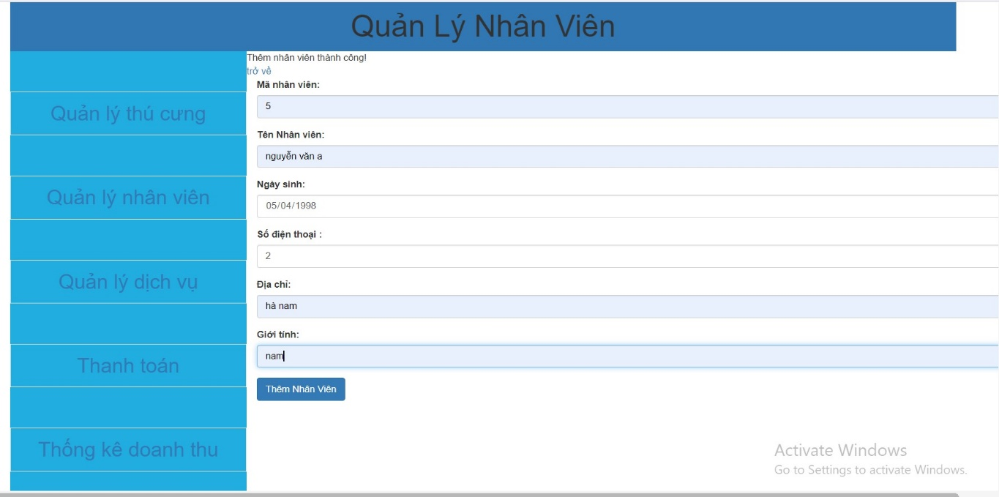 Quản Lý Nhân Viên
Thêm nhân viên thành công!
trở về
Quản lý thú cưng
Quản lý nhân viên
Quản lý dịch vụ
Thanh toán
Thống kê doanh thu
Mã nhân viên:
5
Tên Nhân viên:
nguyễn văn a
Ngày sinh:
05/04/1998
Số điện thoại :
2
Địa chỉ:
hà nam
Giới tính:
nam
Thêm Nhân Viên
Activate Windows
Go to Settings to activate Windows.